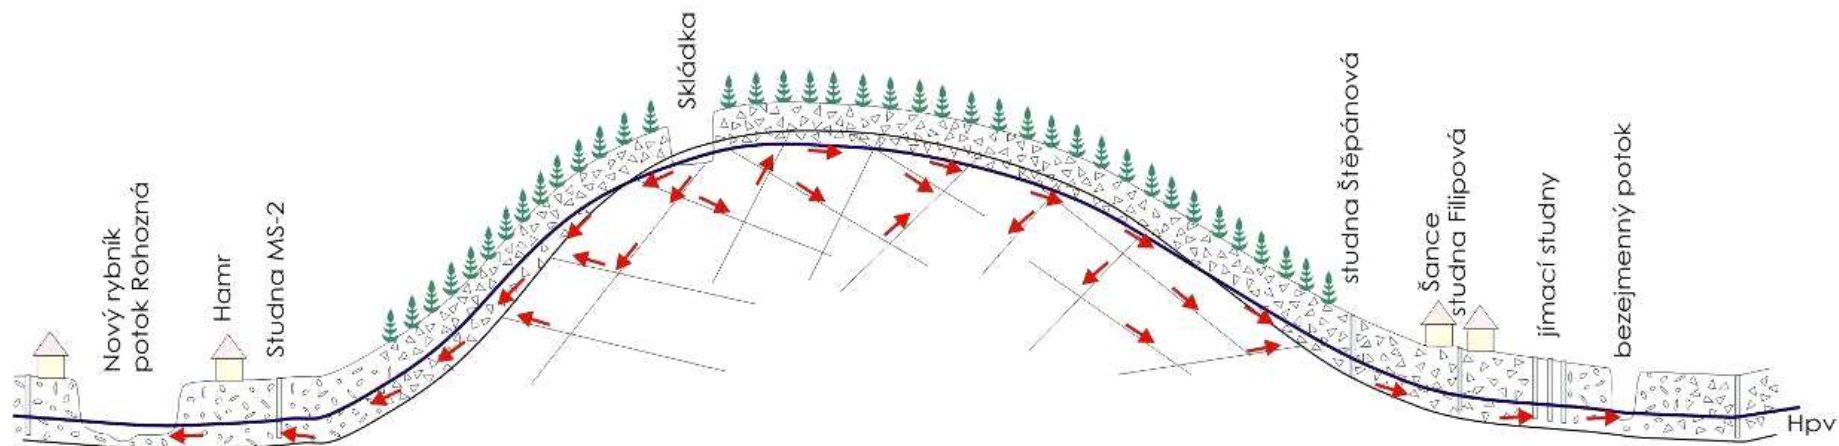 Nový rybník
potok Rohozná
Hamr
Studna MS-2
Skládka
studna Štěpánová
Šance
studna Filipová
jímací studny
bezejmenný potok
Hpv